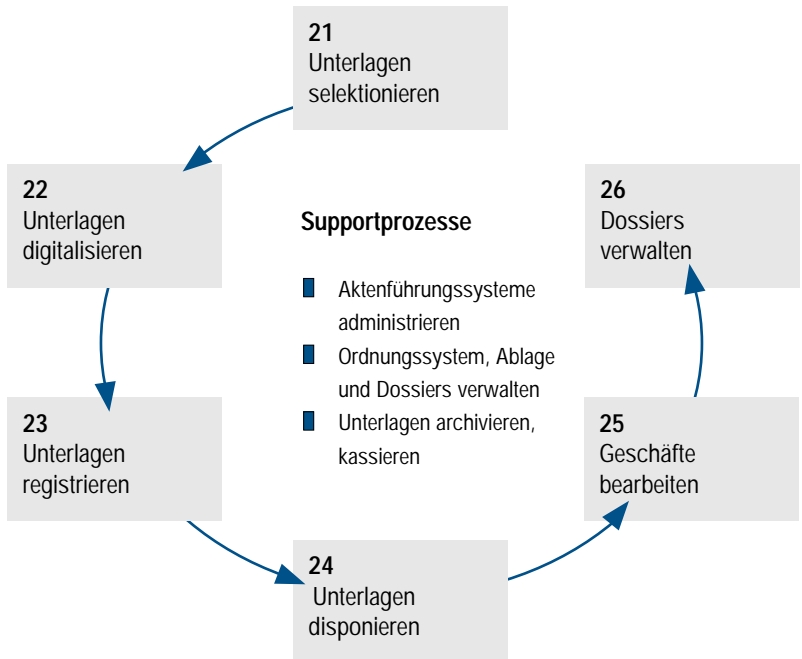 21
Unterlagen
selektionieren
22
Unterlagen
digitalisieren
23
Unterlagen
registrieren
24
Unterlagen
disponieren
25
Geschäfte
bearbeiten
26
Dossiers
verwalten
Supportprozesse
Aktenführungssysteme
administrieren
Ordnungssystem, Ablage
und Dossiers verwalten
Unterlagen archivieren,
kassieren